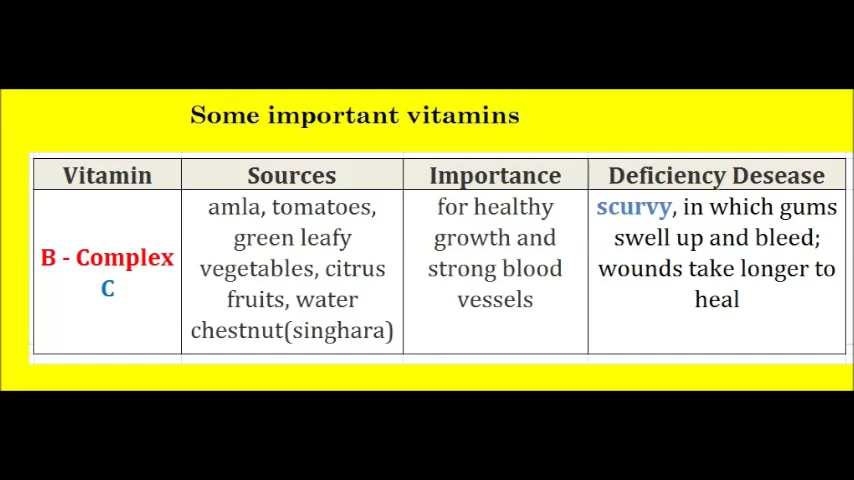 Some important vitamins
Vitamin Sources Importance Deficiency Desease
B - Complex
C
amla, tomatoes,
green leafy
vegetables, citrus
fruits, water
chestnut(singhara)
for healthy
growth and
strong blood
vessels
scurvy, in which gums
swell up and bleed;
wounds take longer to
heal